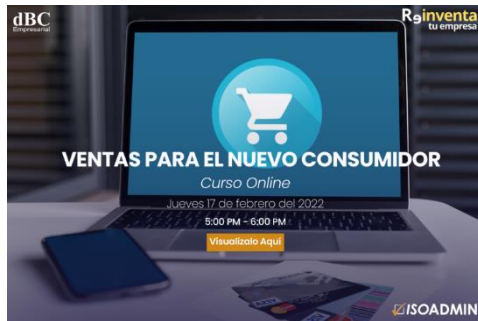 dBC
Empresarial
Reinventa
tu empresa
VENTAS PARA EL NUEVO CONSUMIDOR
Curso Online
Jueves 17 de febrero del 2022
5:00 PM - 6:00 PM
Visualízalo Aquí
ISOADMIN